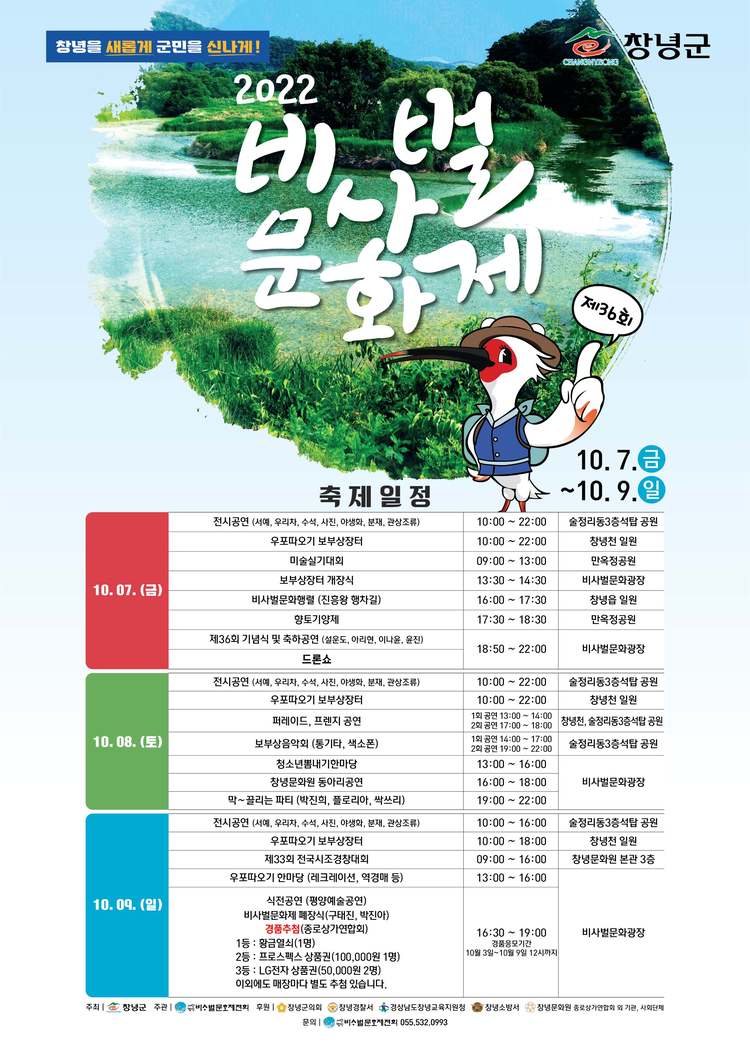 창녕을 새롭게 군민을 신나게!
CHANGNYEONG
창녕군
2022
비사벌
문화제
제36회
10. 7.금
~10. 9.일
축제일정
10. 07. (금)
전시공연 (서예, 우리차, 수석, 사진, 야생화, 분재, 관상조류) 10:00 ~ 22:00 술정리동3층석탑 공원
우포따오기 보부상장터 10:00 ~ 22:00 창녕천 일원
미술실기대회 09:00 ~ 13:00 만옥정공원
보부상장터 개장식 13:30 ~ 14:30 비사벌문화광장
비사벌문화행렬 (진흥왕 행차길) 16:00 ~ 17:30 창녕읍 일원
향토기양제 17:30 ~ 18:30 만옥정공원
제36회 기념식 및 축하공연 (설운도, 아리현, 이나윤, 윤진) 18:50 ~ 22:00 비사벌문화광장
드론쇼
10. 08. (토)
전시공연 (서예, 우리차, 수석, 사진, 야생화, 분재, 관상조류) 10:00 ~ 22:00 술정리동3층석탑 공원
우포따오기 보부상장터 10:00 ~ 22:00 창녕천 일원
퍼레이드, 프렌지 공연 1회 공연 13:00 ~ 14:00 창녕천, 술정리동3층석탑 공원
2회 공연 17:00 ~ 18:00
보부상음악회 (통기타, 색소폰) 1회 공연 14:00 ~ 17:00 술정리동3층석탑 공원
2회 공연 19:00 ~ 22:00
청소년뽐내기한마당 13:00 ~ 16:00
창녕문화원 동아리공연 16:00 ~ 18:00 비사벌문화광장
막~끌리는 파티 (박진희, 플로리아, 싹쓰리) 19:00 ~ 22:00
10. 09. (일)
전시공연 (서예, 우리차, 수석, 사진, 야생화, 분재, 관상조류) 10:00 ~ 16:00 술정리동3층석탑 공원
우포따오기 보부상장터 10:00 ~ 18:00 창녕천 일원
제33회 전국시조경창대회 09:00 ~ 16:00 창녕문화원 본관 3층
우포따오기 한마당 (레크레이션, 역경매 등) 13:00 ~ 16:00
식전공연 (평양예술공연)
비사벌문화제 폐장식(구태진, 박진아)
경품추첨(종로상가연합회)
1등 : 황금열쇠(1명) 16:30 ~ 19:00 비사벌문화광장
경품응모기간
2등 : 프로스펙스 상품권(100,000원 1명) 10월 3일~10월 9일 12시까지
3등 : LG전자 상품권(50,000원 2명)
이외에도 매장마다 별도 추첨 있습니다.
주최 | 창녕군 주관 | 비사벌문화제전회 후원 | 창녕군의회 창녕경찰서 경상남도창녕교육지원청 창녕소방서 창녕문화원 종로상가연합회 외 기관, 사회단체
문의 | 비사벌문화제전회 055.532.0993